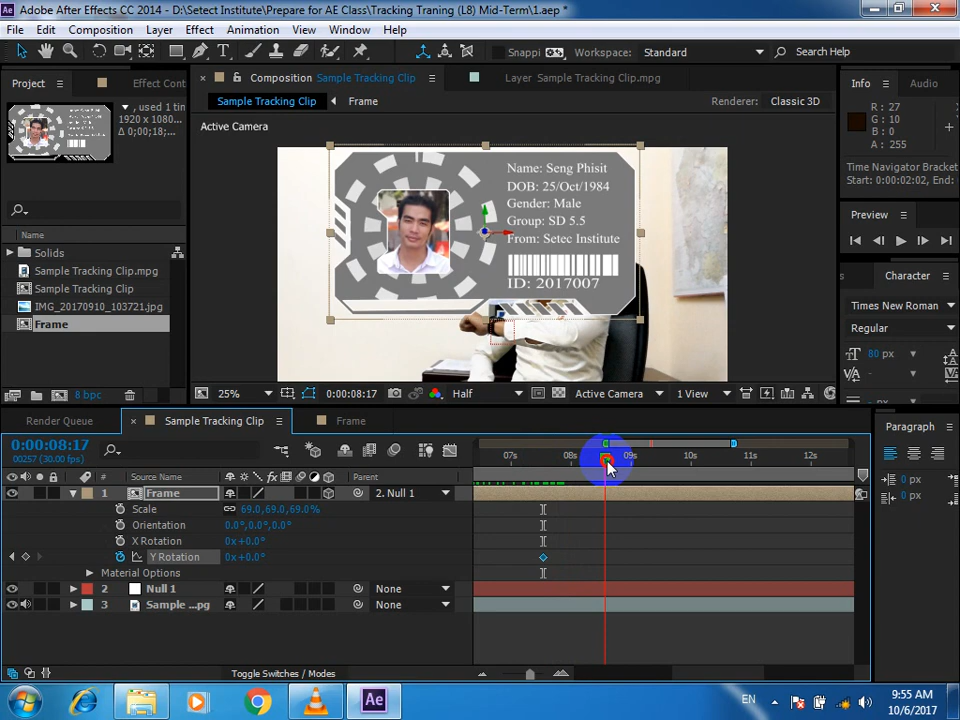 Adobe After Effects CC 2014 - D:\Setect Institute\Prepare for AE Class\Tracking Traning (L8) Mid-Term\1.aep *
File Edit Composition Layer Effect Animation View Window Help
Snappi Workspace: Standard Search Help
Project Effect Cont Composition Sample Tracking Clip Layer Sample Tracking Clip.mpg Info Audio
, used 1 tin
1920 x 1080...
Δ 0;00;18;...
Sample Tracking Clip Frame Renderer: Classic 3D
Active Camera
R : 27
G : 10
B : 0
A : 255
Time Navigator Bracket
Start: 0:00:02:02, End:
Name: Seng Phisit
DOB: 25/Oct/1984
Gender: Male
Group: SD 5.5
From: Setec Institute
ID: 2017007
Name
Solids
Sample Tracking Clip.mpg
Sample Tracking Clip
IMG_20170910_103721.jpg
Frame
8 bpc
Preview
Character
Times New Roman
Regular
80 px
25% 0:00:08:17 Half Active Camera 1 View
Render Queue Sample Tracking Clip Frame
Paragraph
0 px
0 px
0:00:08:17
00257 (30.00 fps)
07s 08s 09s 10s 11s 12s
# Source Name Parent
1 Frame 2. Null 1
Scale 69.0,69.0,69.0%
Orientation 0.0°,0.0°,0.0°
X Rotation 0x+0.0°
Y Rotation 0x+0.0°
Material Options
2 Null 1 None
3 Sample ...pg None
Toggle Switches / Modes
Ae
EN
9:55 AM
10/6/2017